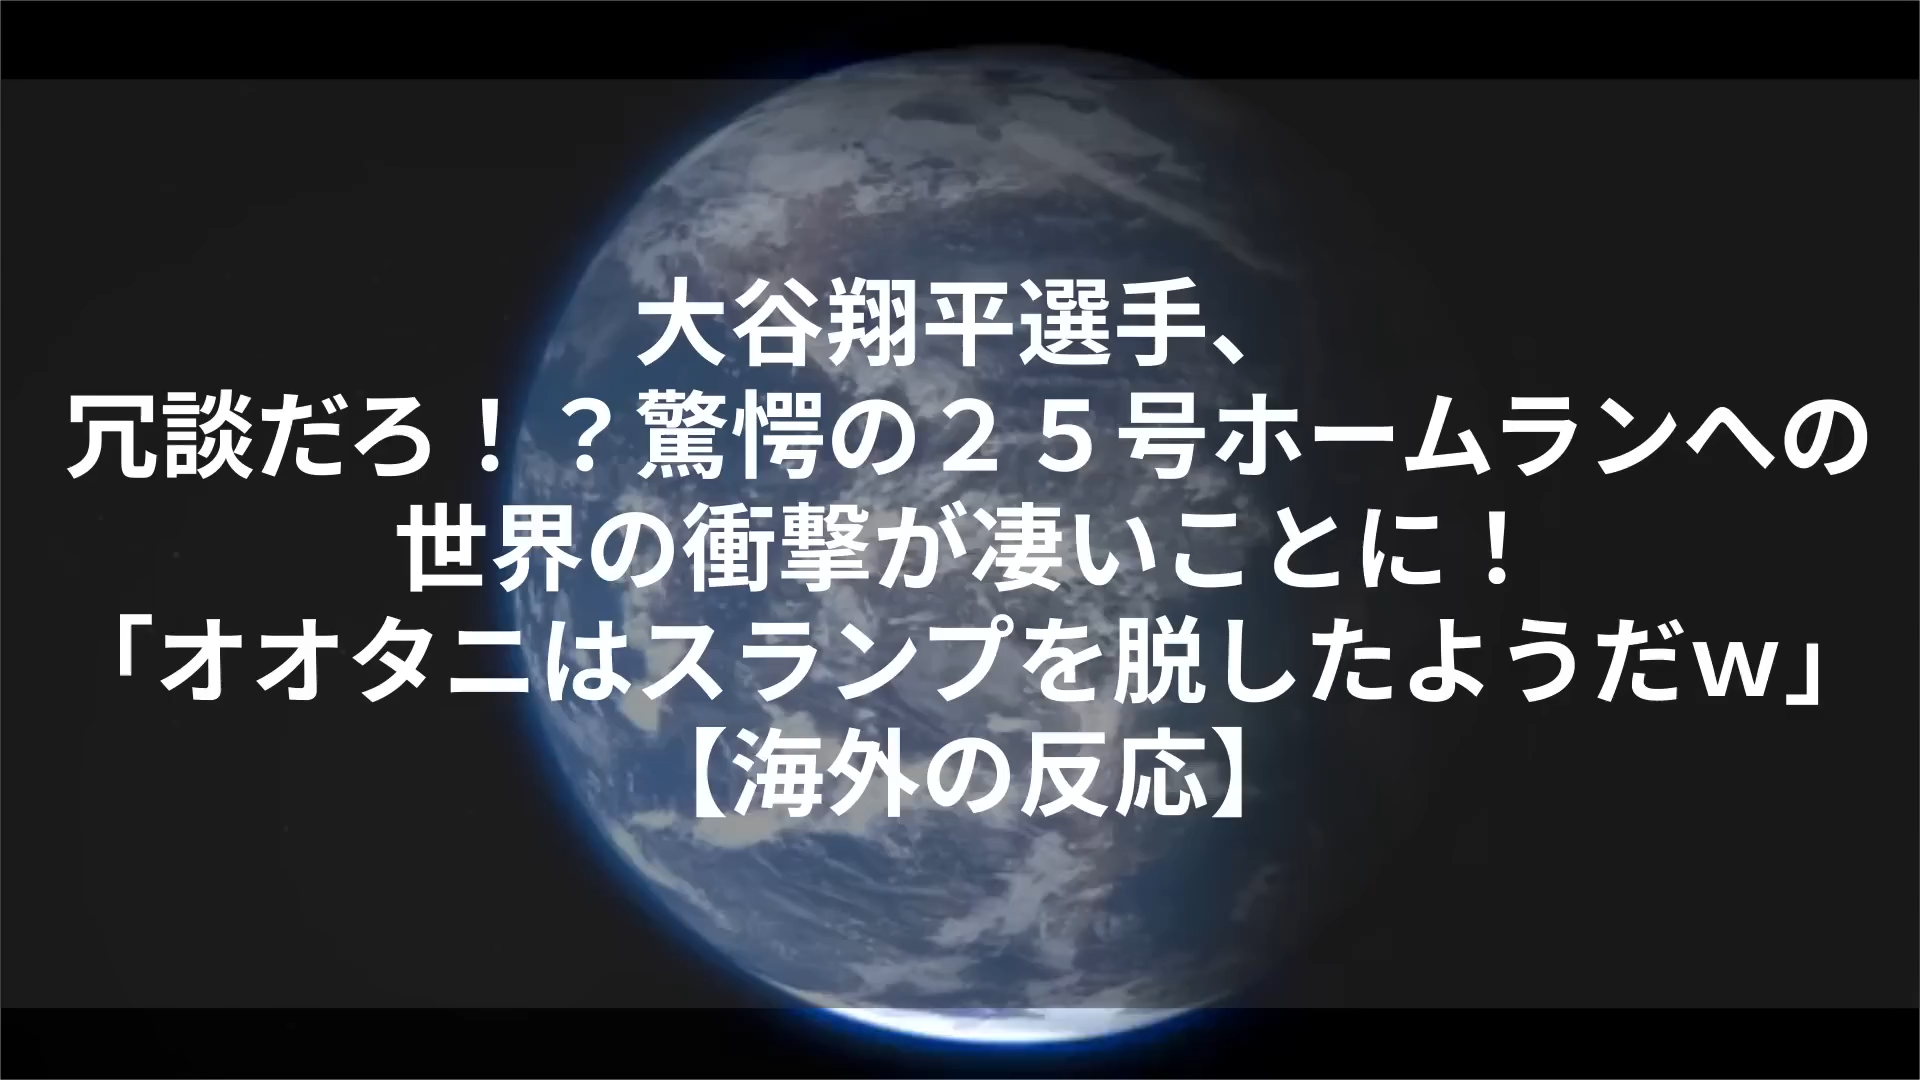 大谷翔平選手、
冗談だろ！？驚愕の２５号ホームランへの
世界の衝撃が凄いことに！
「オオタニはスランプを脱したようだｗ」
【海外の反応】